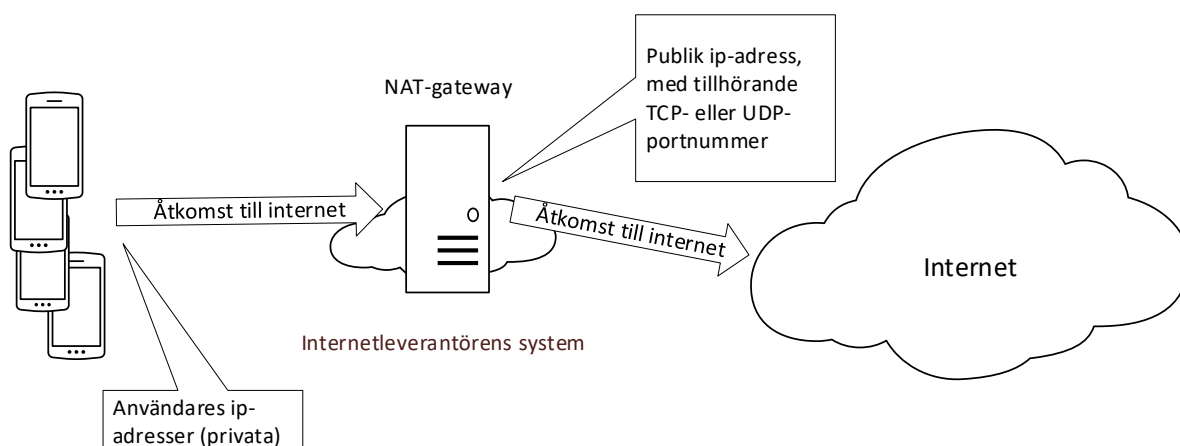 Publik ip-adress,
med tillhörande
TCP- eller UDP-
portnummer
NAT-gateway
Åtkomst till internet
Åtkomst till internet
Internet
Internetleverantörens system
Användares ip-
adresser (privata)